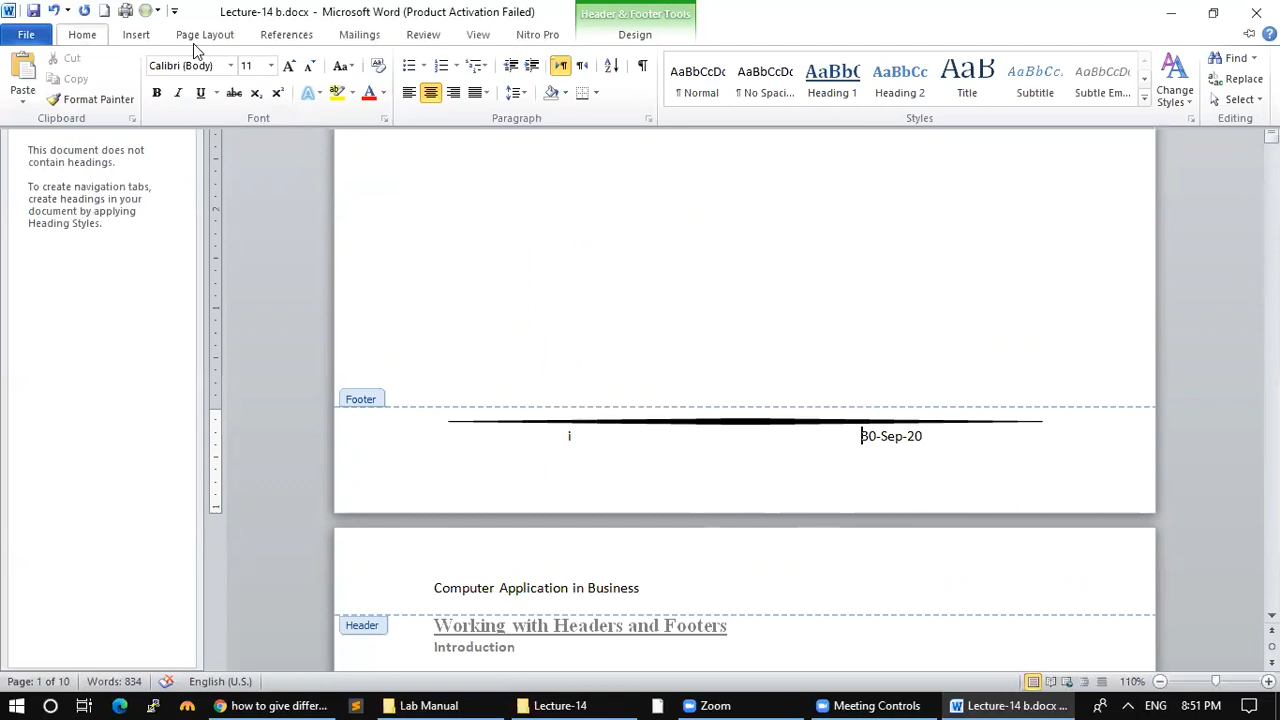 Lecture-14 b.docx - Microsoft Word (Product Activation Failed)
Header & Footer Tools
File Home Insert Page Layout References Mailings Review View Nitro Pro Design
Cut
Copy
Format Painter
Paste
Clipboard
Calibri (Body) 11
Font
Paragraph
AaBbCcDc AaBbCcDc AaBbC AaBbCc AaB AaBbCc. AaBbCcDc
¶ Normal ¶ No Spaci... Heading 1 Heading 2 Title Subtitle Subtle Em...
Change
Styles
Styles
Find
Replace
Select
Editing
This document does not
contain headings.
To create navigation tabs,
create headings in your
document by applying
Heading Styles.
Footer
i 30-Sep-20
Computer Application in Business
Header
Working with Headers and Footers
Introduction
Page: 1 of 10 Words: 834 English (U.S.) 110%
how to give differ... Lab Manual Lecture-14 Zoom Meeting Controls Lecture-14 b.docx ... ENG 8:51 PM